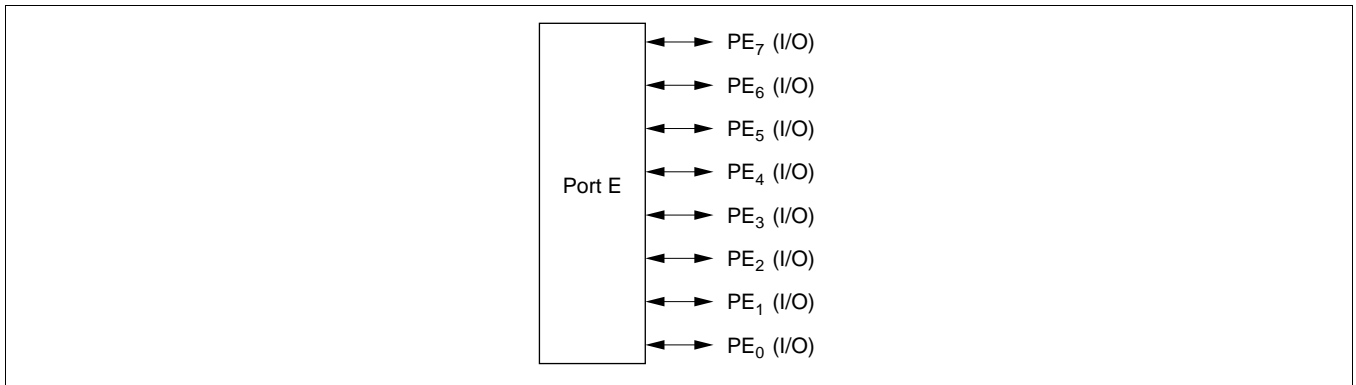 PE7 (I/O)
PE6 (I/O)
PE5 (I/O)
PE4 (I/O)
Port E
PE3 (I/O)
PE2 (I/O)
PE1 (I/O)
PE0 (I/O)